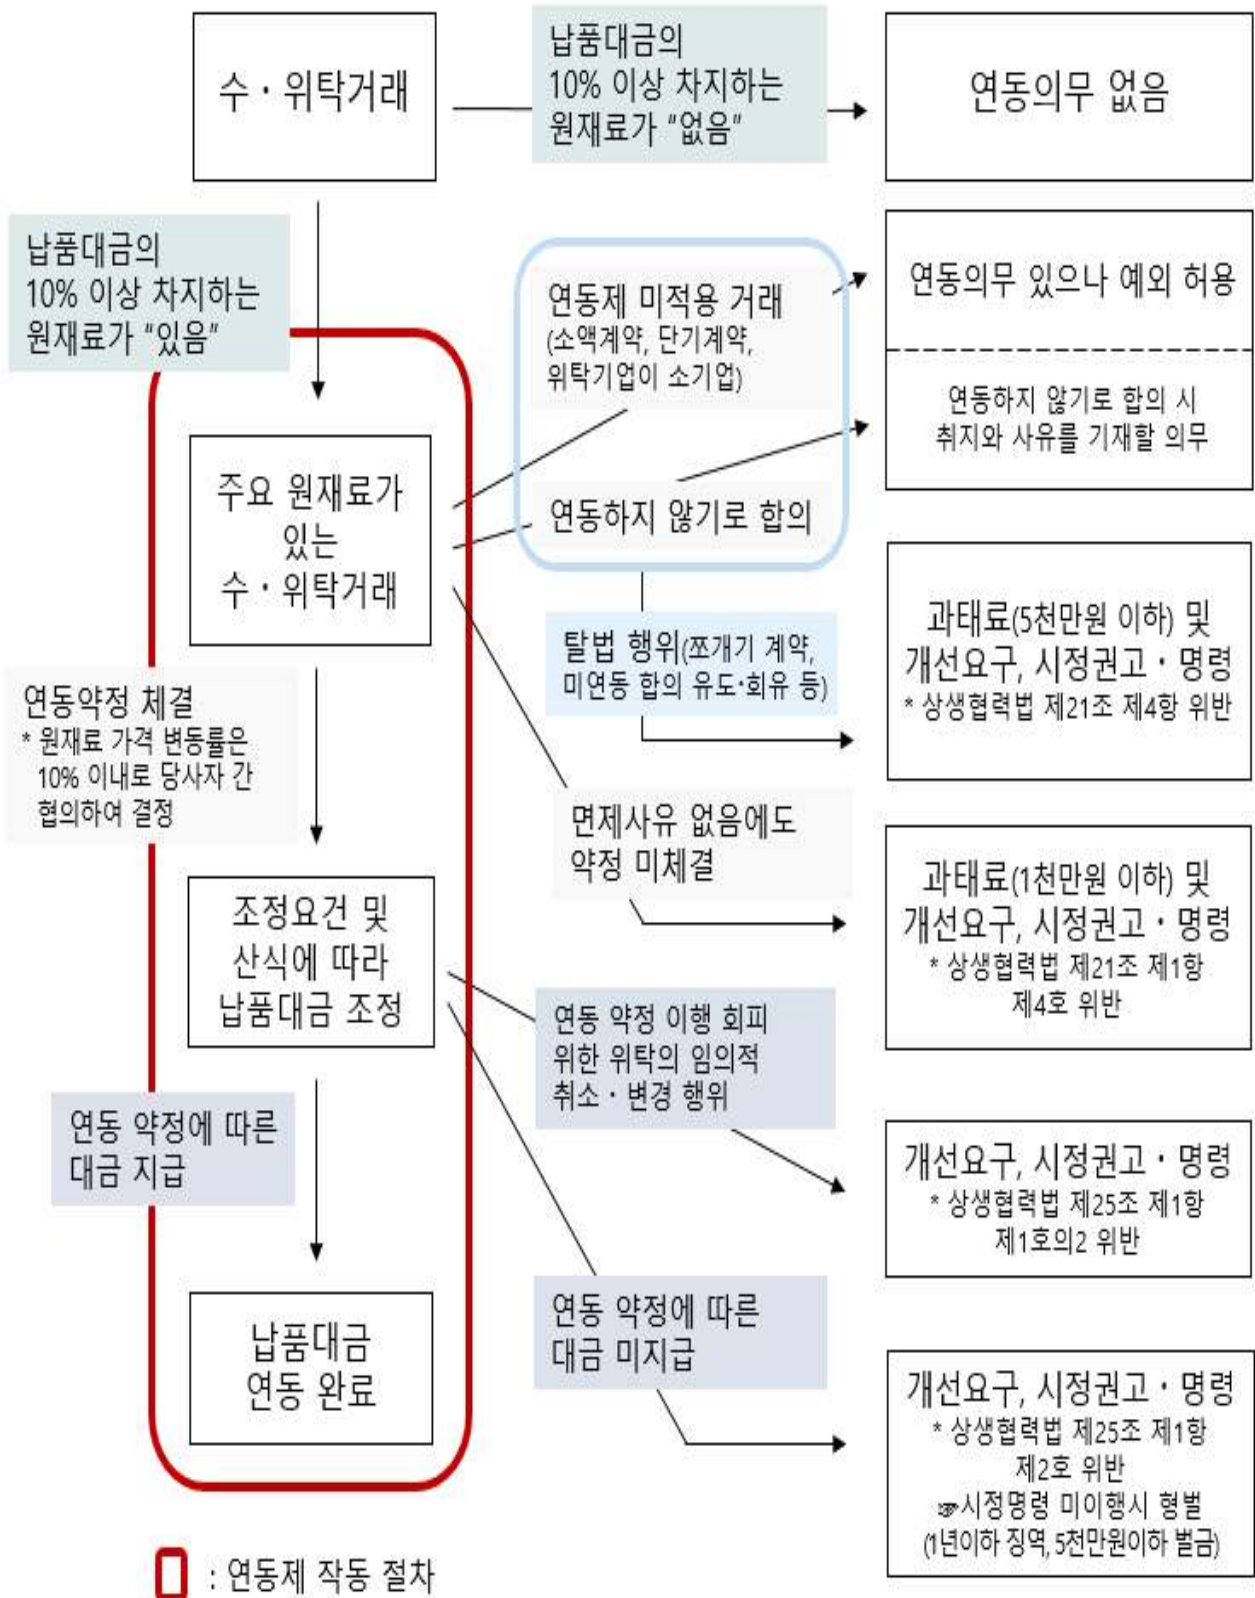 수・위탁거래
납품대금의
10% 이상 차지하는
원재료가 “없음”
연동의무 없음
납품대금의
10% 이상 차지하는
원재료가 “있음”
연동제 미적용 거래
(소액계약, 단기계약,
위탁기업이 소기업)
연동의무 있으나 예외 허용
연동하지 않기로 합의 시
취지와 사유를 기재할 의무
주요 원재료가
있는
수・위탁거래
연동하지 않기로 합의
탈법 행위(쪼개기 계약,
미연동 합의 유도·회유 등)
과태료(5천만원 이하) 및
개선요구, 시정권고・명령
* 상생협력법 제21조 제4항 위반
연동약정 체결
* 원재료 가격 변동률은
10% 이내로 당사자 간
협의하여 결정
면제사유 없음에도
약정 미체결
과태료(1천만원 이하) 및
개선요구, 시정권고・명령
* 상생협력법 제21조 제1항
제4호 위반
조정요건 및
산식에 따라
납품대금 조정
연동 약정 이행 회피
위한 위탁의 임의적
취소・변경 행위
개선요구, 시정권고・명령
* 상생협력법 제25조 제1항
제1호의2 위반
연동 약정에 따른
대금 지급
연동 약정에 따른
대금 미지급
납품대금
연동 완료
개선요구, 시정권고・명령
* 상생협력법 제25조 제1항
제2호 위반
☞시정명령 미이행시 형벌
(1년이하 징역, 5천만원이하 벌금)
: 연동제 작동 절차